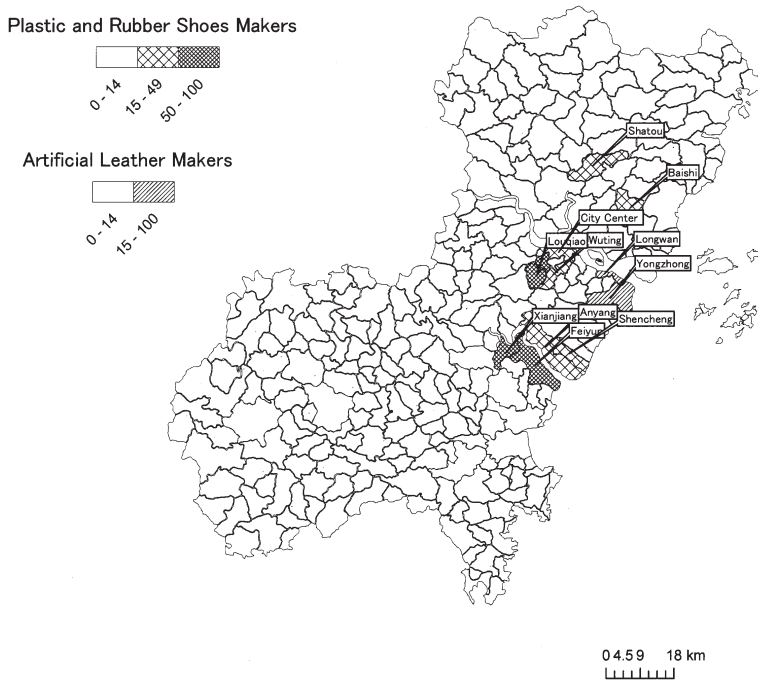 Plastic and Rubber Shoes Makers
0 - 14
15 - 49
50 - 100
Artificial Leather Makers
0 - 14
15 - 100
Shatou
Baishi
City Center
Louqiao
Wuting
Longwan
Yongzhong
Xianjiang
Anyang
Shencheng
Feiyun
0 4.5 9 18 km